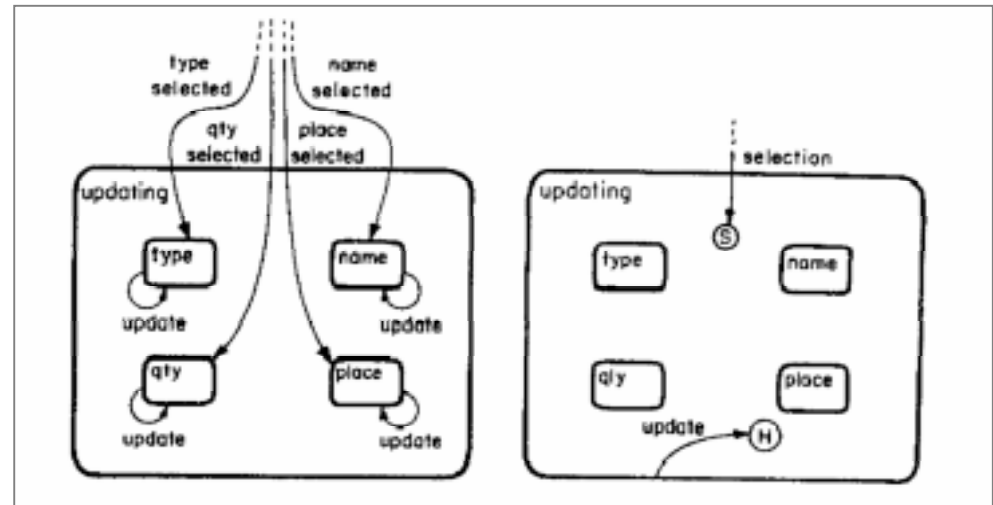 type
selected
name
selected
qty
selected
place
selected
updating
type
name
update
update
qty
place
update
update
selection
updating
S
type
name
qty
place
update
H